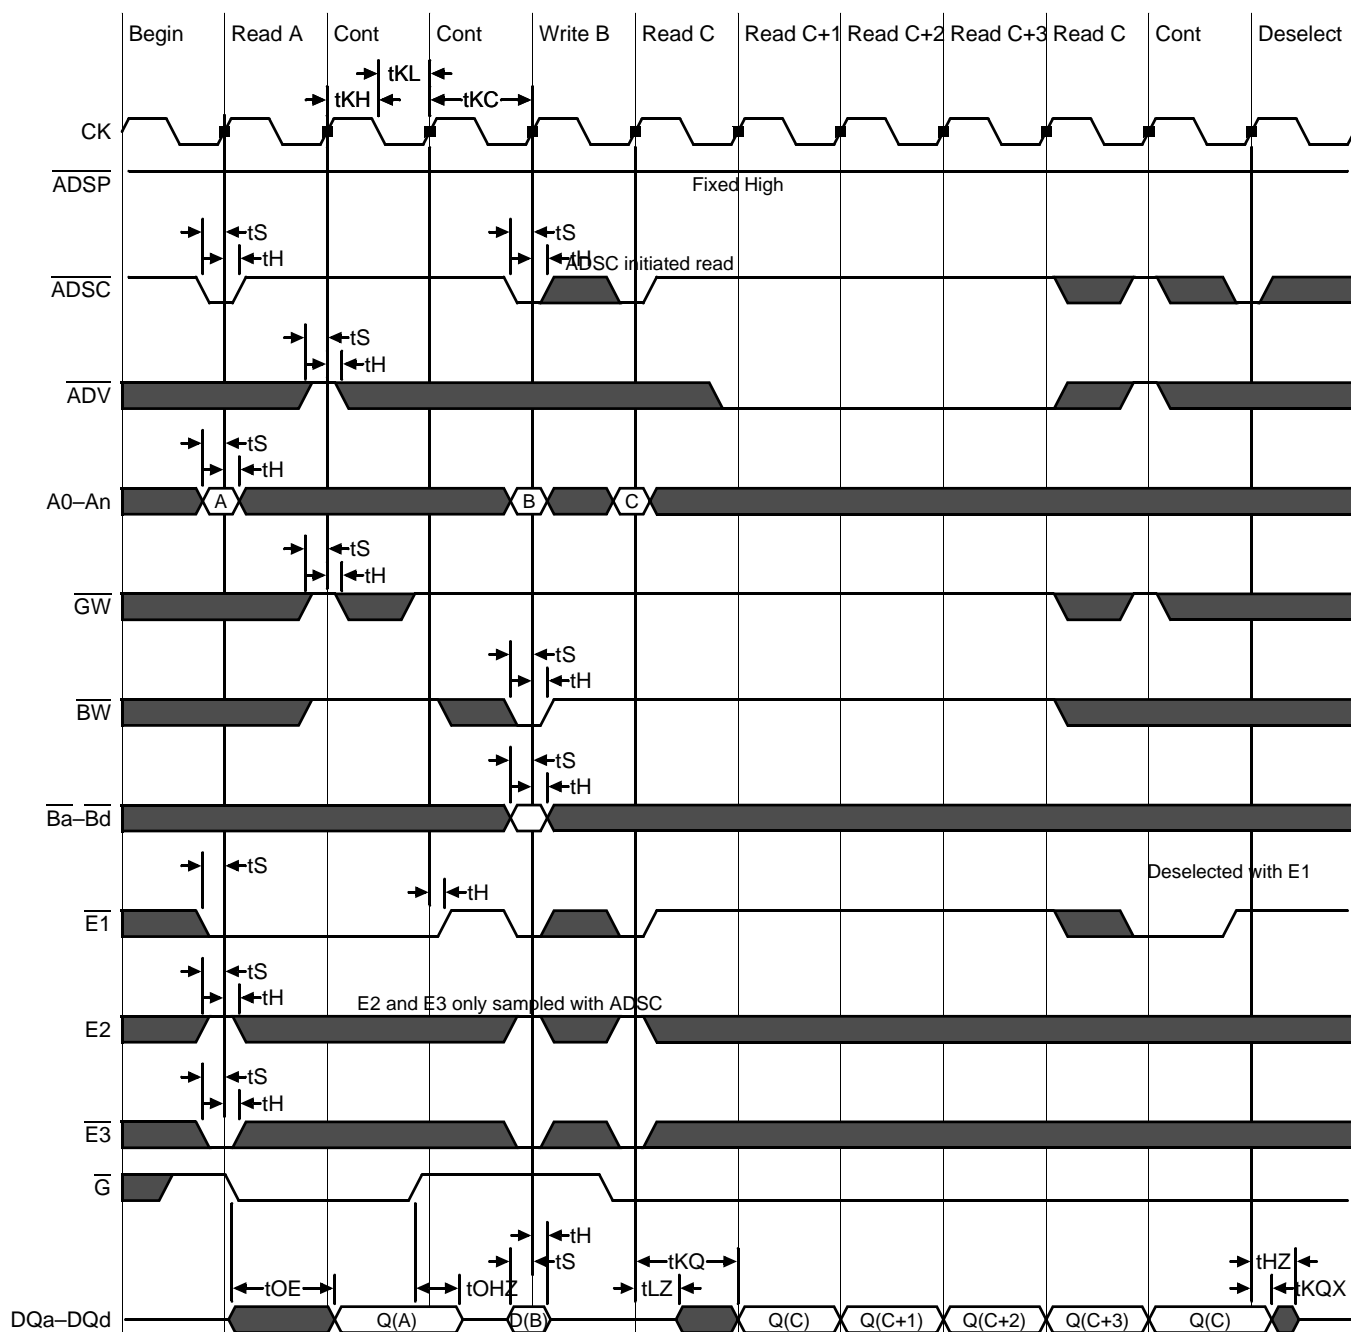 Begin Read A Cont Cont Write B Read C Read C+1 Read C+2 Read C+3 Read C Cont Deselect
tKL
tKH tKC
CK
ADSP
Fixed High
tS tS
tH tH
ADSC initiated read
ADSC
tS
tH
ADV
tS
tH
A0–An A B C
tS
tH
GW
tS
tH
BW
tS
tH
Ba–Bd
tS
Deselected with E1
tH
E1
tS
tH
E2 and E3 only sampled with ADSC
E2
tS
tH
E3
G
tH
tS tKQ tHZ
tOE tOHZ tLZ tKQX
DQa–DQd Q(A) D(B) Q(C) Q(C+1) Q(C+2) Q(C+3) Q(C)